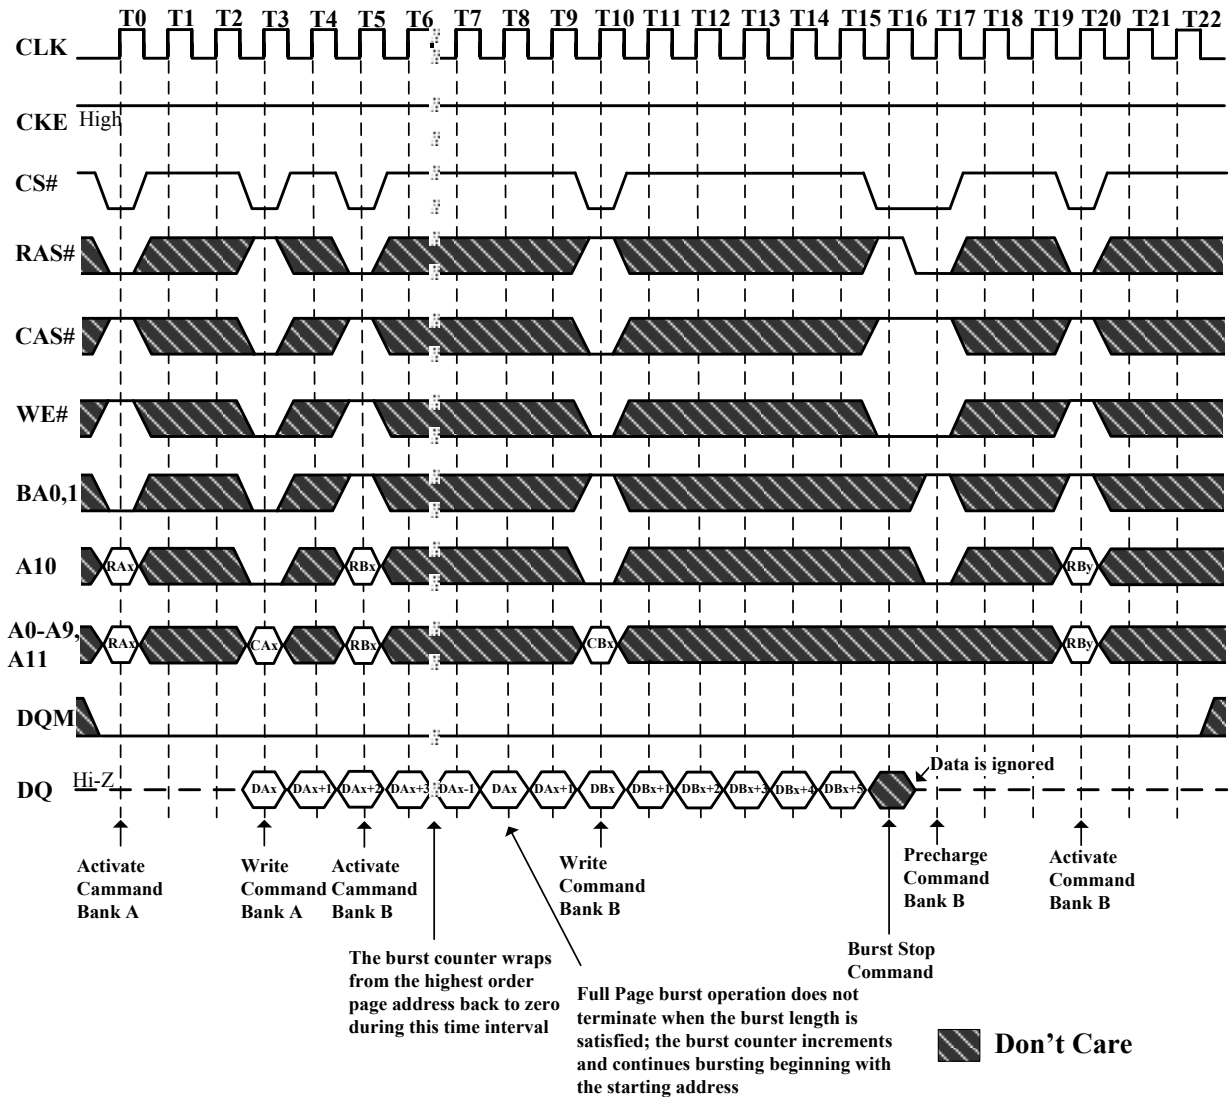 T0 T1 T2 T3 T4 T5 T6 T7 T8 T9 T10 T11 T12 T13 T14 T15 T16 T17 T18 T19 T20 T21 T22
CLK
CKE High
CS#
RAS#
CAS#
WE#
BA0,1
A10 RAx RBx RBy
A0-A9,
A11
RAx CAx RBx CBx RBy
DQM
DQ Hi-Z DAx DAx+1 DAx+2 DAx+3 DAx-1 DAx DAx+1 DBx DBx+1 DBx+2 DBx+3 DBx+4 DBx+5
Data is ignored
Activate
Cammand
Bank A
Write
Command
Bank A
Activate
Cammand
Bank B
Write
Command
Bank B
Precharge
Command
Bank B
Activate
Command
Bank B
Burst Stop
Command
The burst counter wraps
from the highest order
page address back to zero
during this time interval
Full Page burst operation does not
terminate when the burst length is
satisfied; the burst counter increments
and continues bursting beginning with
the starting address
Don't Care